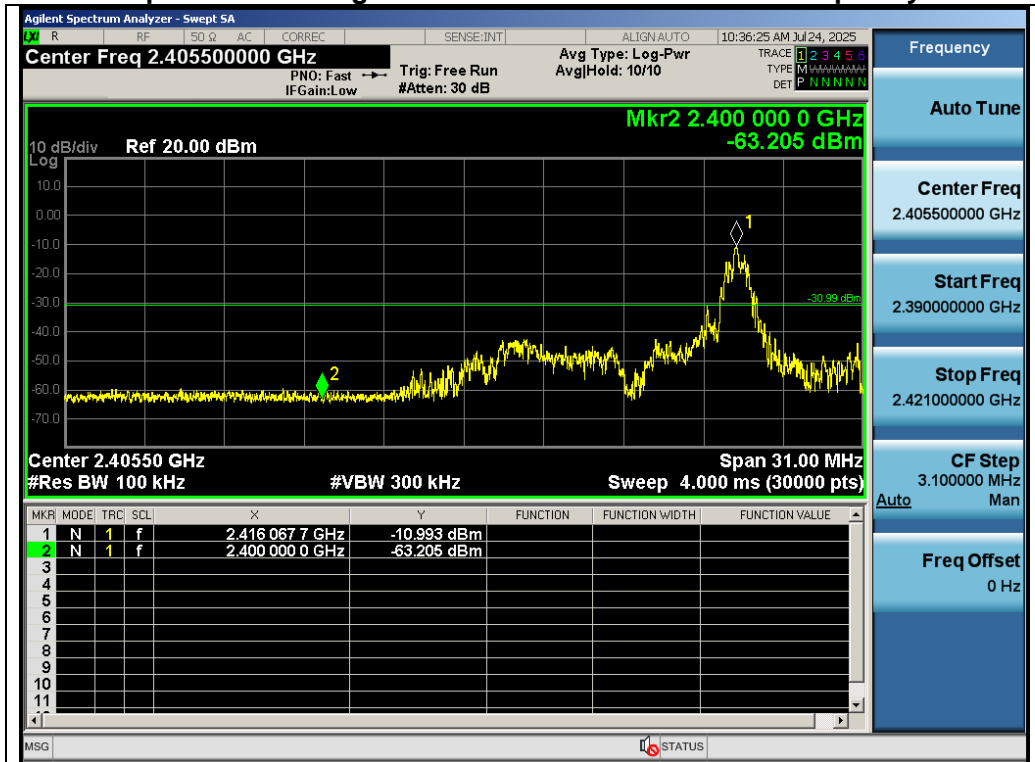 Agilent Spectrum Analyzer - Swept SA
LXI R RF 50 Ω AC CORREC SENSE:INT ALIGN AUTO 10:36:25 AM Jul 24, 2025
Center Freq 2.405500000 GHz
PNO: Fast
IFGain:Low
Trig: Free Run
#Atten: 30 dB
Avg Type: Log-Pwr
Avg|Hold: 10/10
TRACE 1 2 3 4 5 6
TYPE M
DET P N N N N N
Mkr2 2.400 000 0 GHz
-63.205 dBm
10 dB/div Ref 20.00 dBm
Log
10.0
0.00
1
-10.0
-20.0
-30.0
-30.99 dBm
-40.0
-50.0
2
-60.0
-70.0
Center 2.40550 GHz Span 31.00 MHz
#Res BW 100 kHz #VBW 300 kHz Sweep 4.000 ms (30000 pts)
MKR MODE TRC SCL X Y FUNCTION FUNCTION WIDTH FUNCTION VALUE
1 N 1 f 2.416 067 7 GHz -10.993 dBm
2 N 1 f 2.400 000 0 GHz -63.205 dBm
3
4
5
6
7
8
9
10
11
MSG STATUS
Frequency
Auto Tune
Center Freq
2.405500000 GHz
Start Freq
2.390000000 GHz
Stop Freq
2.421000000 GHz
CF Step
3.100000 MHz
Auto Man
Freq Offset
0 Hz